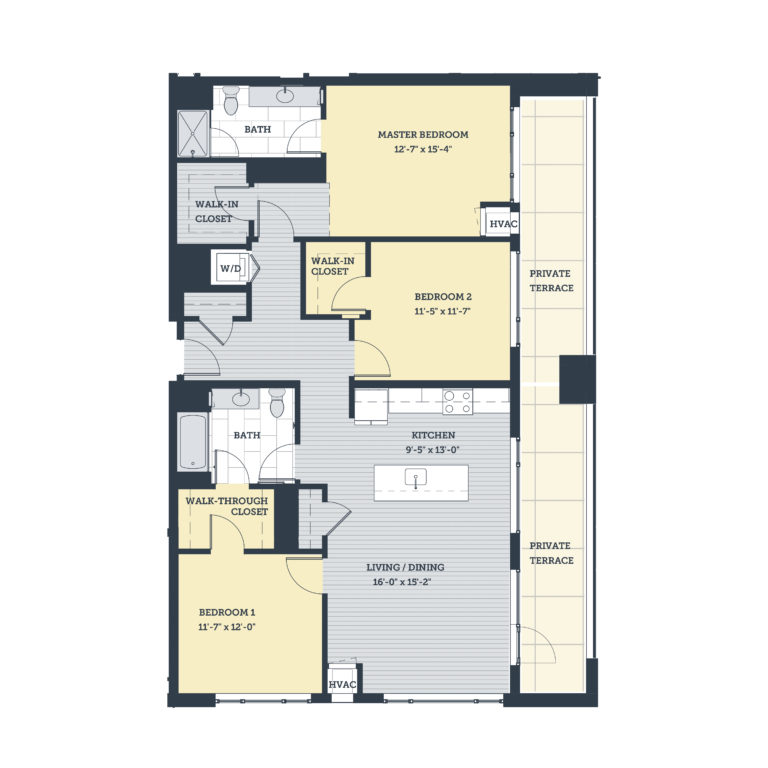 BATH
MASTER BEDROOM
12'-7" x 15'-4"
WALK-IN
CLOSET
HVAC
W/D
WALK-IN
CLOSET
BEDROOM 2
11'-5" x 11'-7"
PRIVATE
TERRACE
BATH
KITCHEN
9'-5" x 13'-0"
WALK-THROUGH
CLOSET
LIVING / DINING
16'-0" x 15'-2"
PRIVATE
TERRACE
BEDROOM 1
11'-7" x 12'-0"
HVAC